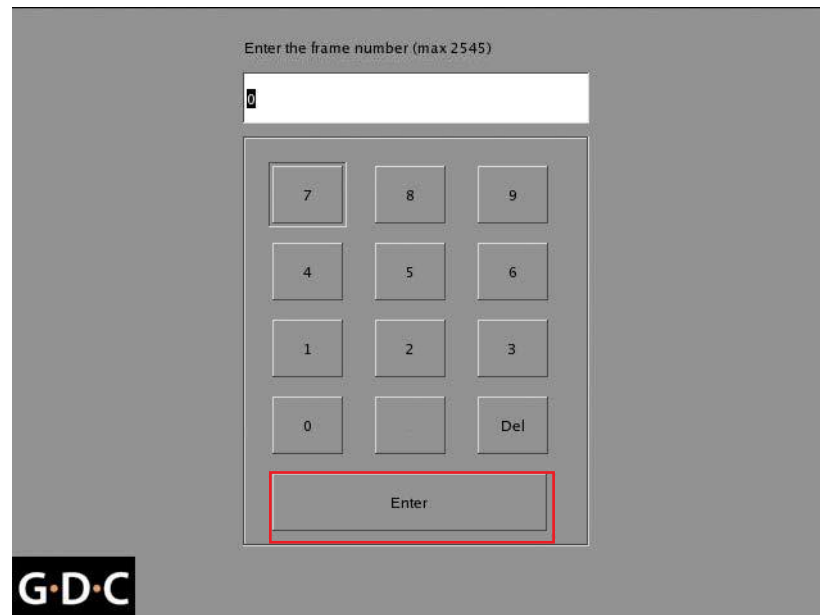 Enter the frame number (max 2545)
0
7 8 9
4 5 6
1 2 3
0 . Del
Enter
G·D·C